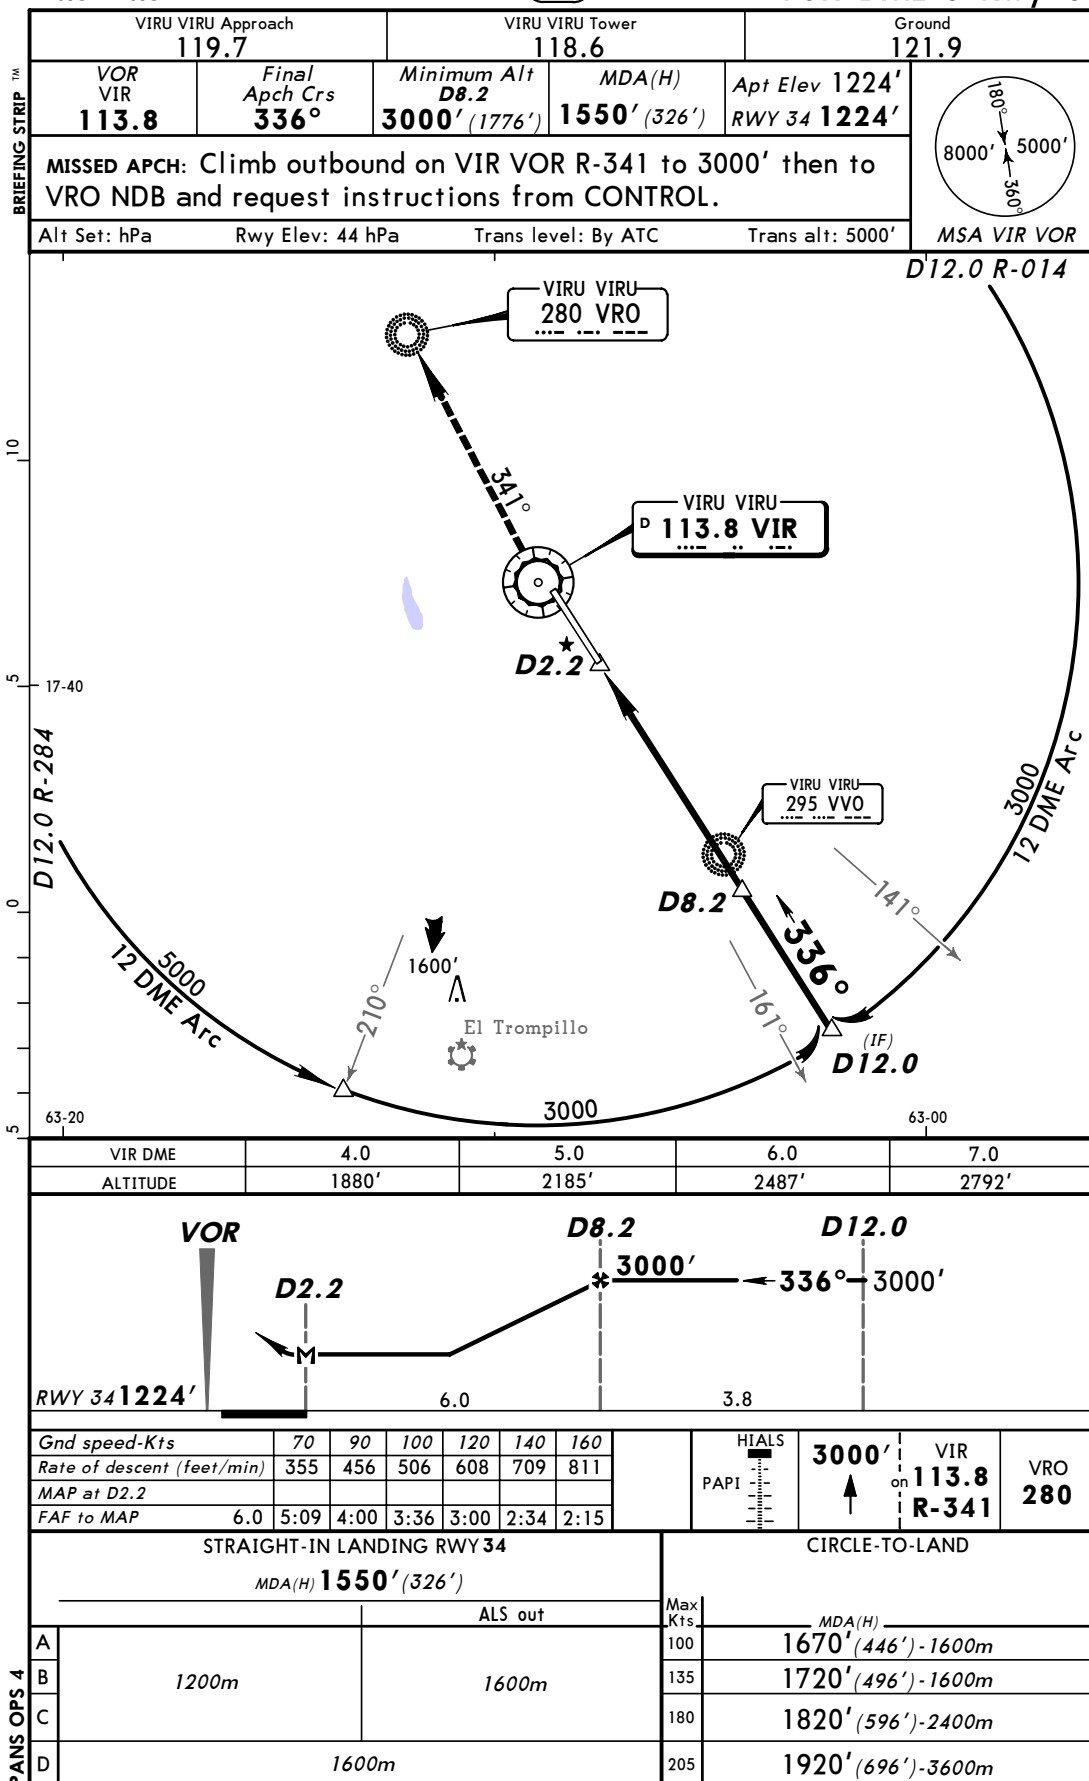 VIRU VIRU Approach
119.7
VIRU VIRU Tower
118.6
Ground
121.9
BRIEFING STRIP TM
VOR
VIR
113.8
Final
Apch Crs
336°
Minimum Alt
D8.2
3000' (1776')
MDA(H)
1550' (326')
Apt Elev 1224'
RWY 34 1224'
MISSED APCH: Climb outbound on VIR VOR R-341 to 3000' then to
VRO NDB and request instructions from CONTROL.
Alt Set: hPa Rwy Elev: 44 hPa Trans level: By ATC Trans alt: 5000'
180°
8000' 5000'
360°
MSA VIR VOR
D12.0 R-014
VIRU VIRU
280 VRO
341°
VIRU VIRU
D 113.8 VIR
D2.2
10
5
17-40
D12.0 R-284
VIRU VIRU
295 VVO
3000
12 DME Arc
D8.2
141°
0
336°
5000
12 DME Arc
1600'
210°
161°
El Trompillo
(IF)
D12.0
3000
63-20
63-00
5
VIR DME 4.0 5.0 6.0 7.0
ALTITUDE 1880' 2185' 2487' 2792'
VOR
D8.2
D12.0
3000'
336°
3000'
D2.2
M
RWY 34 1224'
6.0
3.8
Gnd speed-Kts 70 90 100 120 140 160
Rate of descent (feet/min) 355 456 506 608 709 811
MAP at D2.2
FAF to MAP 6.0 5:09 4:00 3:36 3:00 2:34 2:15
HIALS
PAPI
3000'
on
VIR
113.8
R-341
VRO
280
STRAIGHT-IN LANDING RWY 34
MDA(H) 1550' (326')
ALS out
CIRCLE-TO-LAND
Max
Kts
MDA(H)
A
B
C
D
1200m
1600m
1600m
100 1670' (446') - 1600m
135 1720' (496') - 1600m
180 1820' (596') - 2400m
205 1920' (696') - 3600m
PANS OPS 4